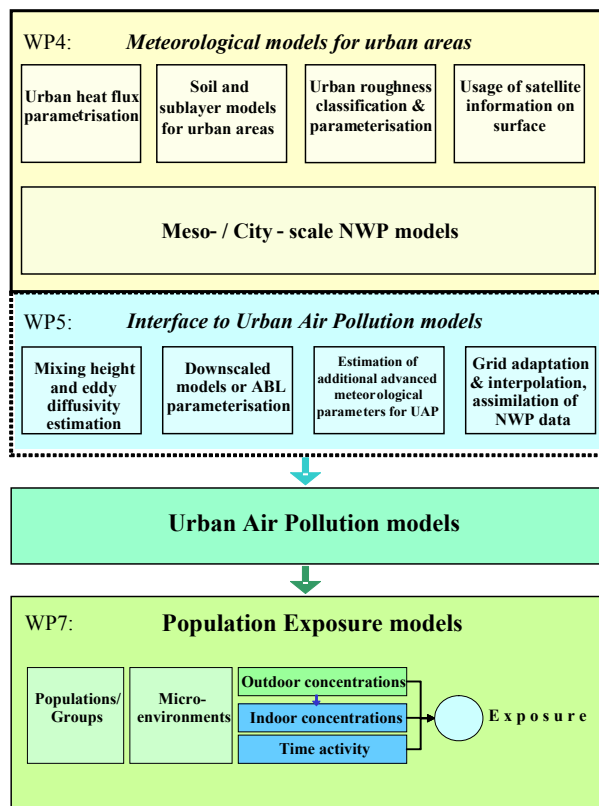 WP4: Meteorological models for urban areas
Urban heat flux
parametrisation
Soil and
sublayer models
for urban areas
Urban roughness
classification &
parameterisation
Usage of satellite
information on
surface
Meso- / City - scale NWP models
WP5: Interface to Urban Air Pollution models
Mixing height
and eddy
diffusivity
estimation
Downscaled
models or ABL
parameterisation
Estimation of
additional advanced
meteorological
parameters for UAP
Grid adaptation
& interpolation,
assimilation of
NWP data
Urban Air Pollution models
WP7: Population Exposure models
Populations/
Groups
Micro-
environments
Outdoor concentrations
Indoor concentrations
Time activity
Exposure